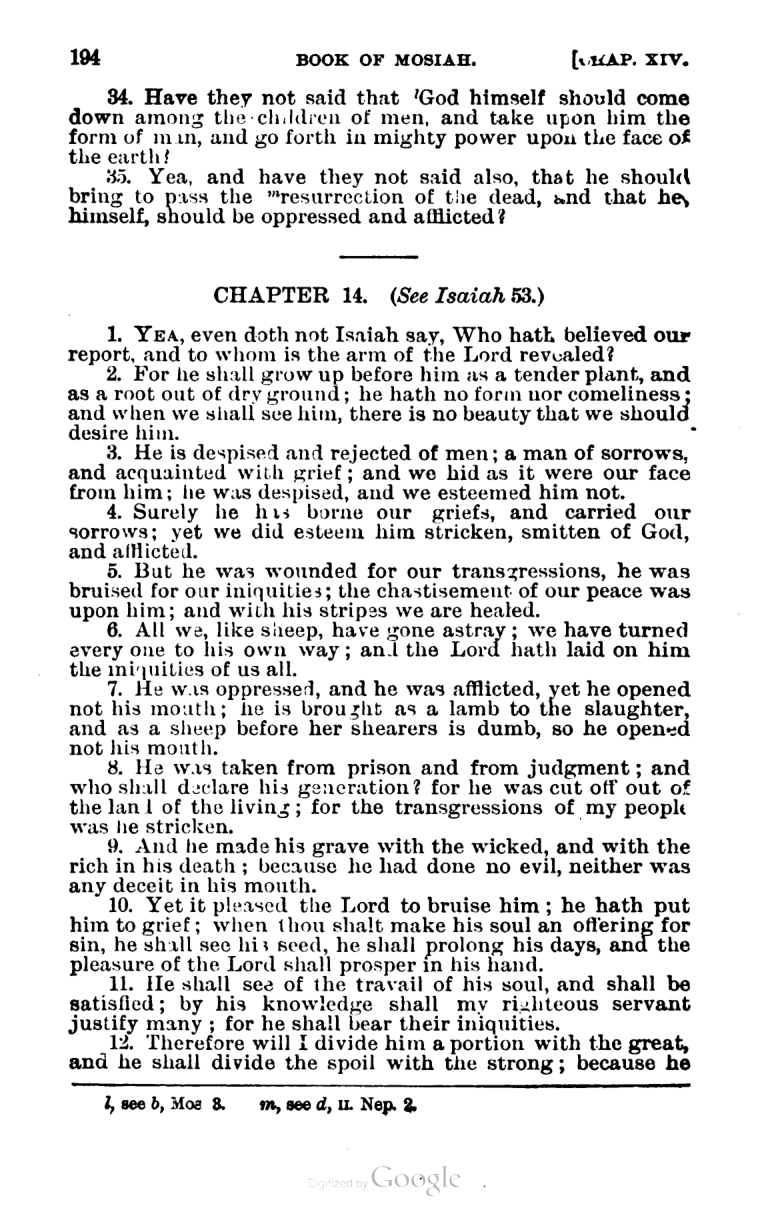 194 BOOK OF MOSIAH. [CHAP. XIV.
34. Have they not said that ˡGod himself should come
down among the children of men, and take upon him the
form of man, and go forth in mighty power upon the face of
the earth?
35. Yea, and have they not said also, that he should
bring to pass the ᵐresurrection of the dead, and that he,
himself, should be oppressed and afflicted?
CHAPTER 14. (See Isaiah 53.)
1. YEA, even doth not Isaiah say, Who hath believed our
report, and to whom is the arm of the Lord revealed?
2. For he shall grow up before him as a tender plant, and
as a root out of dry ground; he hath no form nor comeliness;
and when we shall see him, there is no beauty that we should
desire him.
3. He is despised and rejected of men; a man of sorrows,
and acquainted with grief; and we hid as it were our face
from him; he was despised, and we esteemed him not.
4. Surely he has borne our griefs, and carried our
sorrows; yet we did esteem him stricken, smitten of God,
and afflicted.
5. But he was wounded for our transgressions, he was
bruised for our iniquities; the chastisement of our peace was
upon him; and with his stripes we are healed.
6. All we, like sheep, have gone astray; we have turned
every one to his own way; and the Lord hath laid on him
the iniquities of us all.
7. He was oppressed, and he was afflicted, yet he opened
not his mouth; he is brought as a lamb to the slaughter,
and as a sheep before her shearers is dumb, so he opened
not his mouth.
8. He was taken from prison and from judgment; and
who shall declare his generation? for he was cut off out of
the land of the living; for the transgressions of my people
was he stricken.
9. And he made his grave with the wicked, and with the
rich in his death; because he had done no evil, neither was
any deceit in his mouth.
10. Yet it pleased the Lord to bruise him; he hath put
him to grief; when thou shalt make his soul an offering for
sin, he shall see his seed, he shall prolong his days, and the
pleasure of the Lord shall prosper in his hand.
11. He shall see of the travail of his soul, and shall be
satisfied; by his knowledge shall my righteous servant
justify many; for he shall bear their iniquities.
12. Therefore will I divide him a portion with the great,
and he shall divide the spoil with the strong; because he
l, see b, Mos 3. m, see d, II. Nep. 2.
Digitized by Google